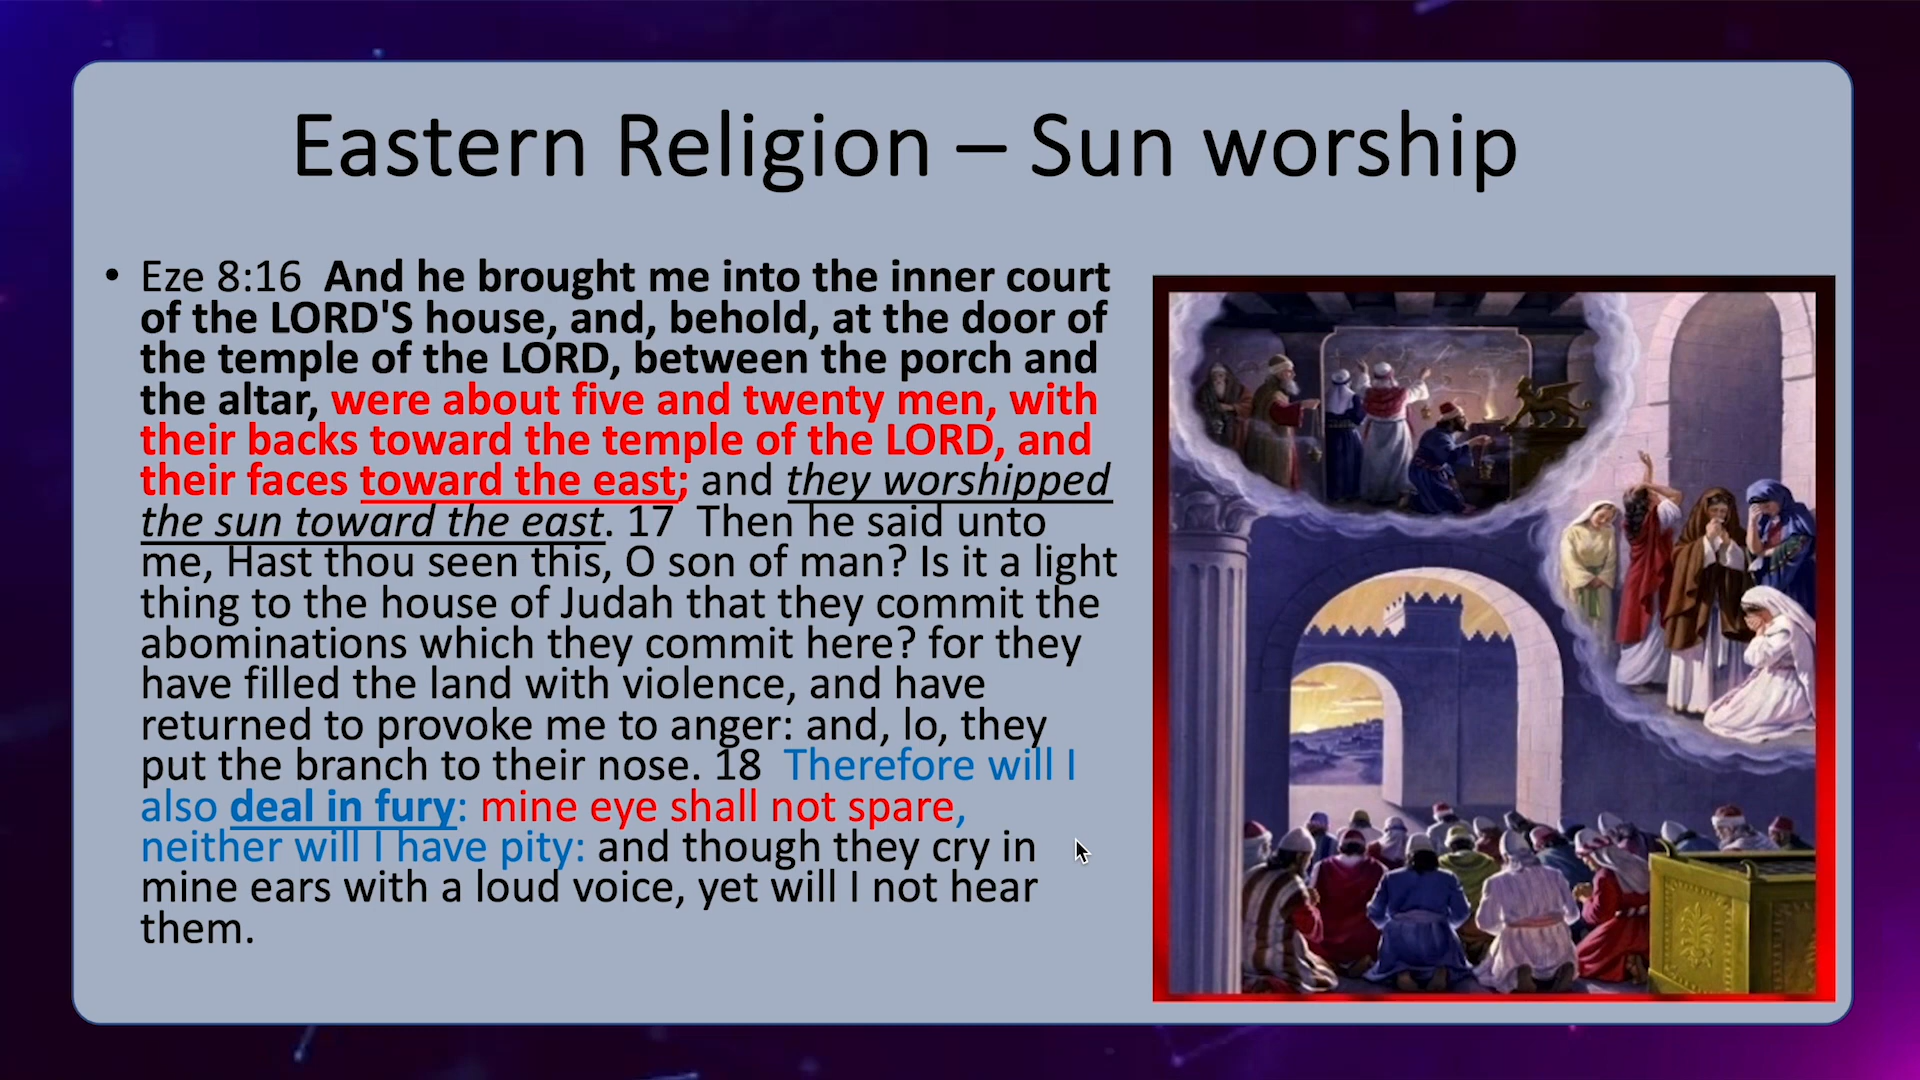 Eastern Religion – Sun worship
• Eze 8:16 And he brought me into the inner court
of the LORD'S house, and, behold, at the door of
the temple of the LORD, between the porch and
the altar, were about five and twenty men, with
their backs toward the temple of the LORD, and
their faces toward the east; and they worshipped
the sun toward the east. 17 Then he said unto
me, Hast thou seen this, O son of man? Is it a light
thing to the house of Judah that they commit the
abominations which they commit here? for they
have filled the land with violence, and have
returned to provoke me to anger: and, lo, they
put the branch to their nose. 18 Therefore will I
also deal in fury: mine eye shall not spare,
neither will I have pity: and though they cry in
mine ears with a loud voice, yet will I not hear
them.